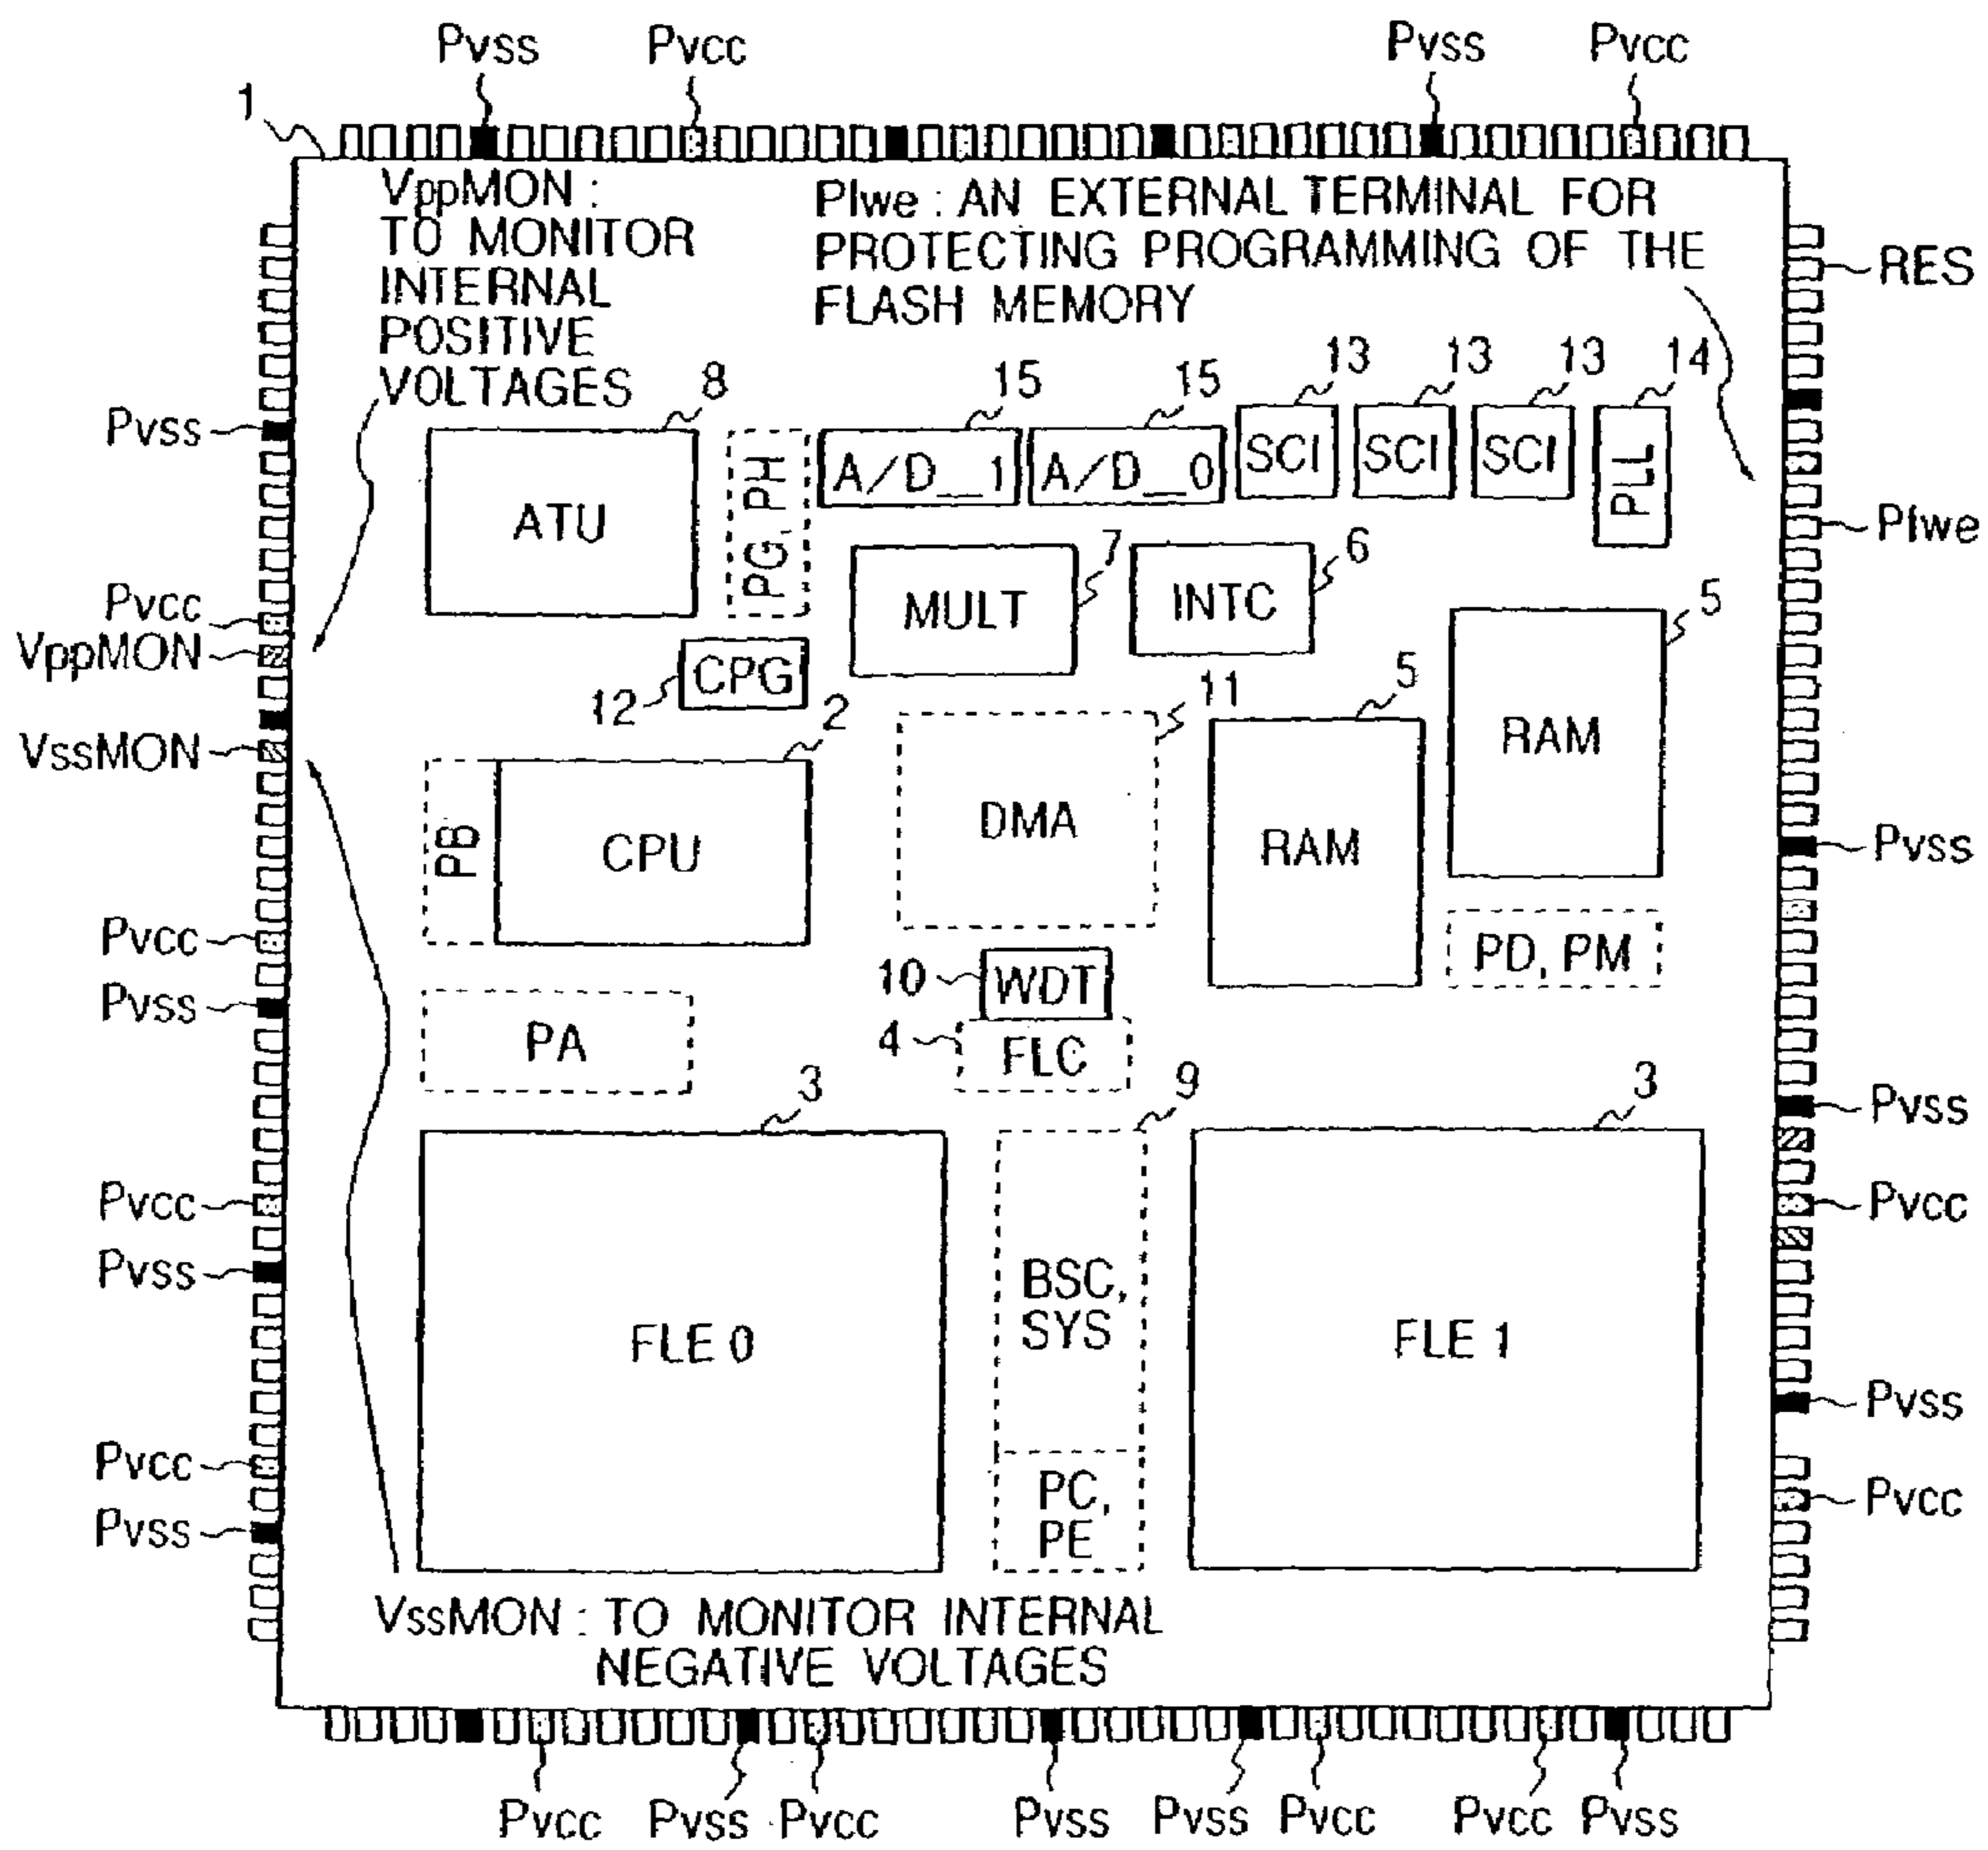 Pvss Pvcc Pvss Pvcc
1
VppMON :
TO MONITOR
INTERNAL
POSITIVE
VOLTAGES
Plwe : AN EXTERNAL TERMINAL FOR
PROTECTING PROGRAMMING OF THE
FLASH MEMORY
RES
8
15
15
13
13
13
14
Pvss
ATU
PG, PH
A/D_1
A/D_0
SCI
SCI
SCI
PLL
Plwe
7
6
Pvcc
MULT
INTC
5
VppMON
CPG
12
2
11
5
VssMON
RAM
PB
CPU
DMA
RAM
Pvss
Pvcc
10
WDT
PD, PM
Pvss
PA
4
FLC
3
9
3
Pvss
Pvcc
Pvcc
Pvss
BSC,
SYS
FLE 0
FLE 1
Pvss
Pvcc
PC,
PE
Pvcc
Pvss
VssMON : TO MONITOR INTERNAL
NEGATIVE VOLTAGES
Pvcc Pvss Pvcc Pvss Pvss Pvcc Pvcc Pvss